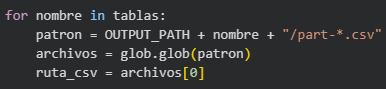 for nombre in tablas:
    patron = OUTPUT_PATH + nombre + "/part-*.csv"
    archivos = glob.glob(patron)
    ruta_csv = archivos[0]